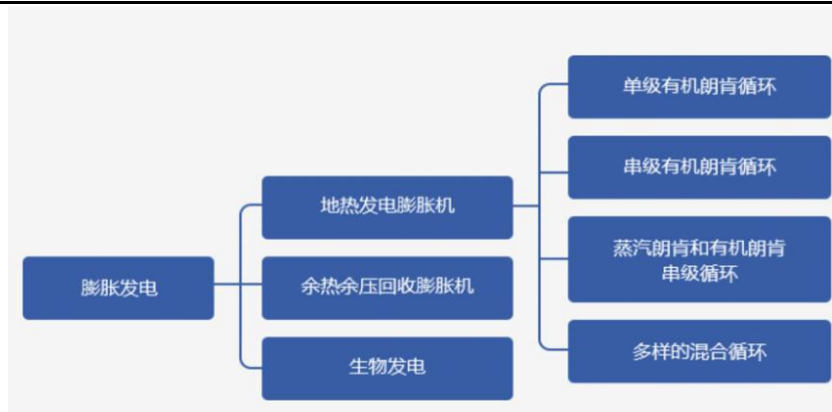 单级有机朗肯循环
串级有机朗肯循环
地热发电膨胀机
蒸汽朗肯和有机朗肯
串级循环
膨胀发电
余热余压回收膨胀机
多样的混合循环
生物发电